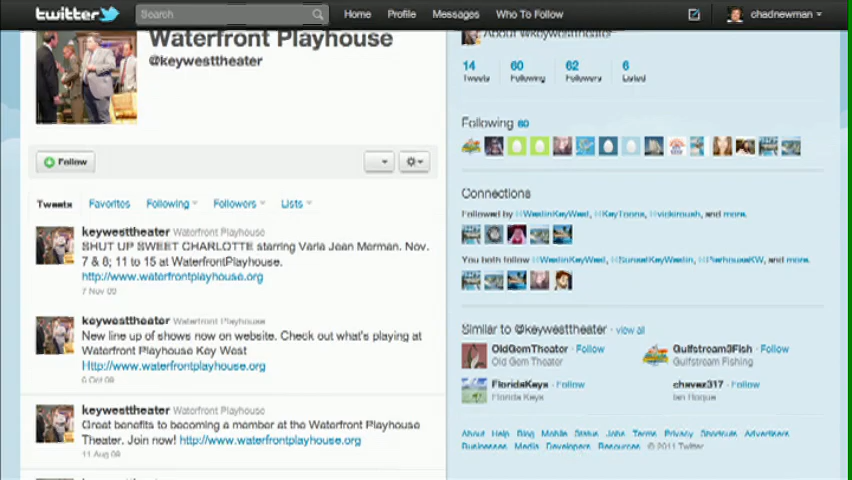 twitter
Search
Home
Profile
Messages
Who To Follow
chadnewman
Waterfront Playhouse
@keywesttheater
Follow
Tweets
Favorites
Following
Followers
Lists
keywesttheater Waterfront Playhouse
SHUT UP SWEET CHARLOTTE starring Varla Jean Merman. Nov.
7 & 8; 11 to 15 at WaterfrontPlayhouse.
http://www.waterfrontplayhouse.org
7 Nov 09
keywesttheater Waterfront Playhouse
New line up of shows now on website. Check out what's playing at
Waterfront Playhouse Key West
Http://www.waterfrontplayhouse.org
6 Oct 09
keywesttheater Waterfront Playhouse
Great benefits to becoming a member at the Waterfront Playhouse
Theater. Join now! http://www.waterfrontplayhouse.org
11 Aug 09
About @keywesttheater
14
Tweets
60
Following
62
Followers
6
Listed
Following 60
Connections
Followed by @WestinKeyWest, @KeyToons, and more.
You both follow @WestinKeyWest, @SunsetKeyWestin, and more.
Similar to @keywesttheater · view all
OldGemTheater · Follow
Old Gem Theater
Gulfstream3Fish · Follow
Gulfstream Fishing
FloridaKeys · Follow
Florida Keys
chavez317 · Follow
Ian Roque
About Help Blog Mobile Status Jobs Terms Privacy Shortcuts Advertisers
Businesses Media Developers Resources © 2011 Twitter